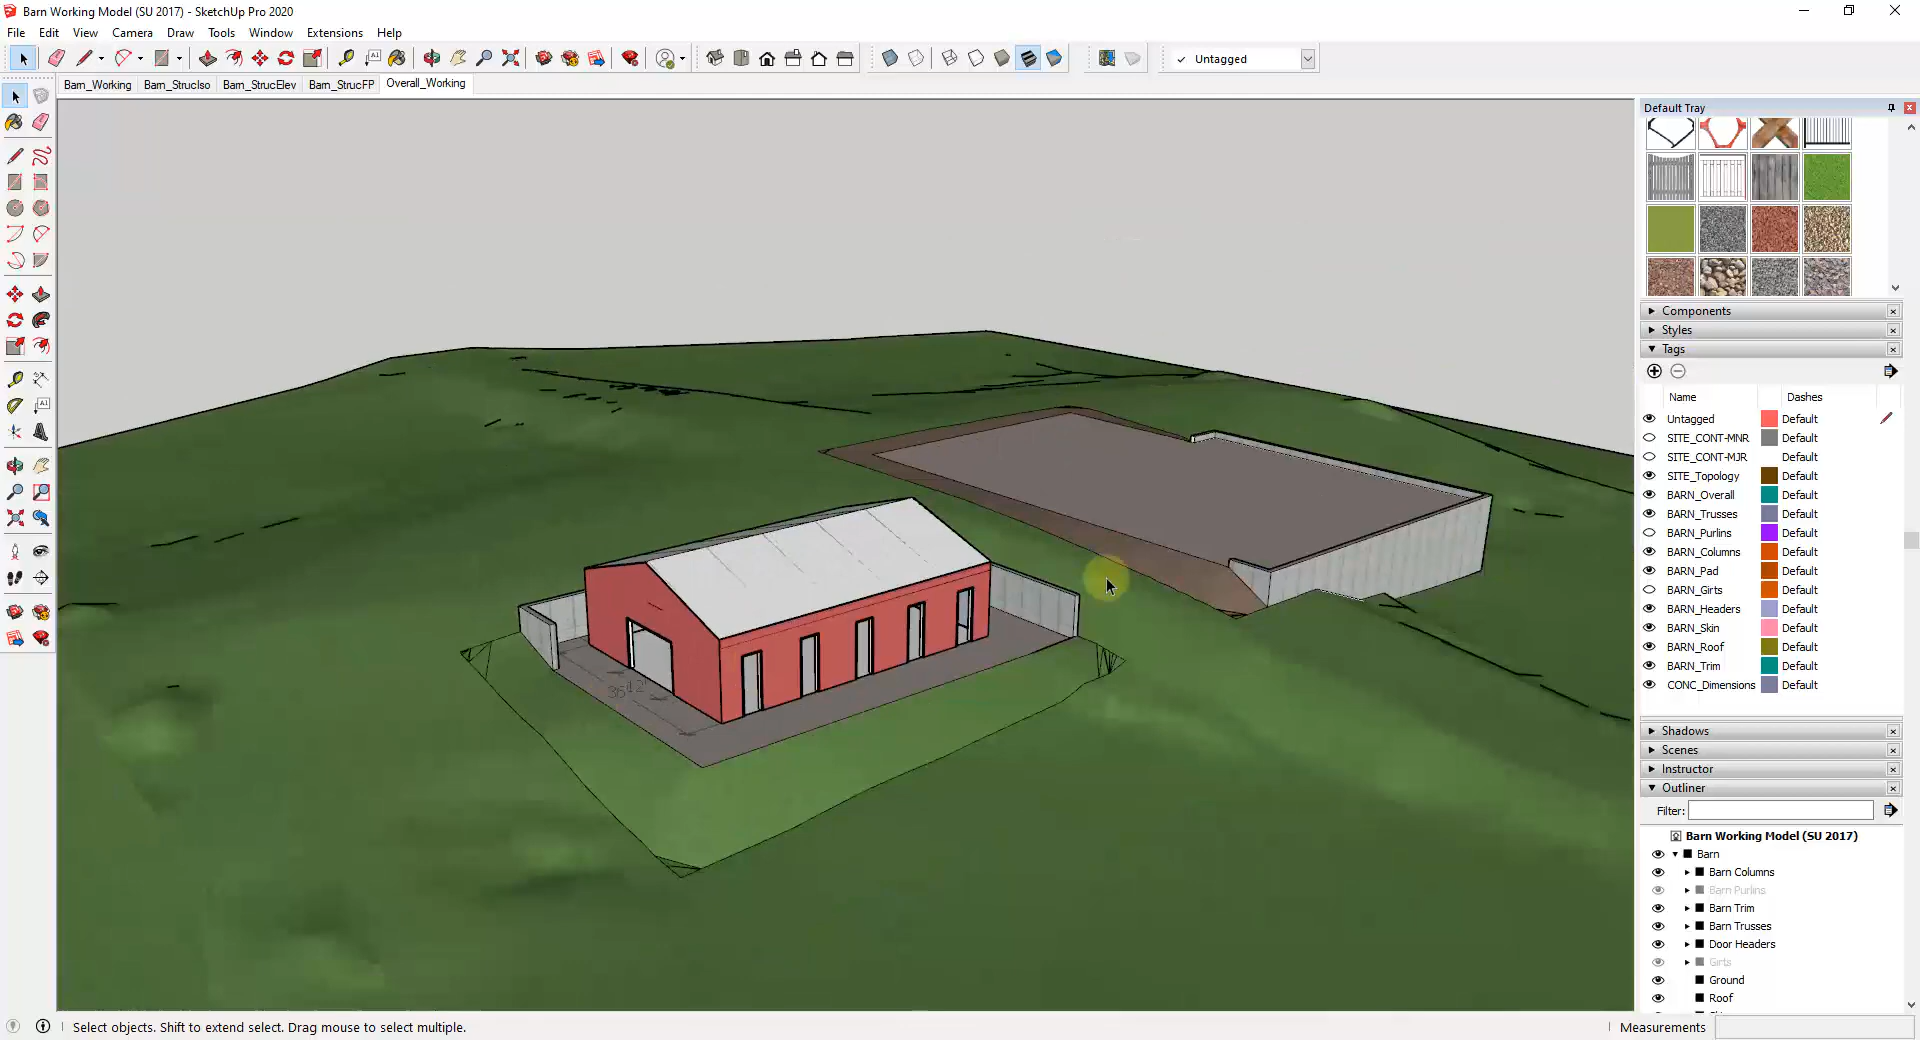 Barn Working Model (SU 2017) - SketchUp Pro 2020
File Edit View Camera Draw Tools Window Extensions Help
Untagged
Barn_Working Barn_StrucIso Barn_StrucElev Barn_StrucFP Overall_Working
Default Tray
Components
Styles
Tags
Name Dashes
Untagged Default
SITE_CONT-MNR Default
SITE_CONT-MJR Default
SITE_Topology Default
BARN_Overall Default
BARN_Trusses Default
BARN_Purlins Default
BARN_Columns Default
BARN_Pad Default
BARN_Girts Default
BARN_Headers Default
BARN_Skin Default
BARN_Roof Default
BARN_Trim Default
CONC_Dimensions Default
Shadows
Scenes
Instructor
Outliner
Filter:
Barn Working Model (SU 2017)
Barn
Barn Columns
Barn Purlins
Barn Trim
Barn Trusses
Door Headers
Girts
Ground
Roof
Select objects. Shift to extend select. Drag mouse to select multiple.
Measurements